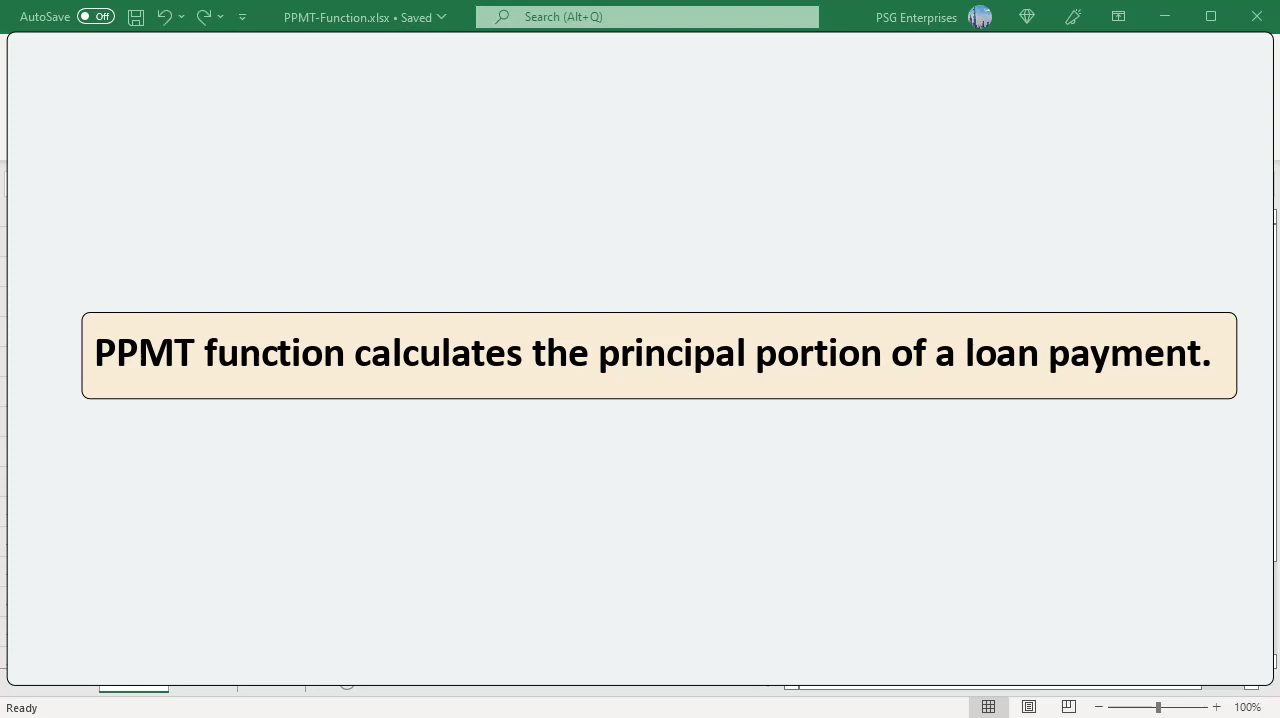 AutoSave Off PPMT-Function.xlsx • Saved Search (Alt+Q) PSG Enterprises
PPMT function calculates the principal portion of a loan payment.
Ready 100%